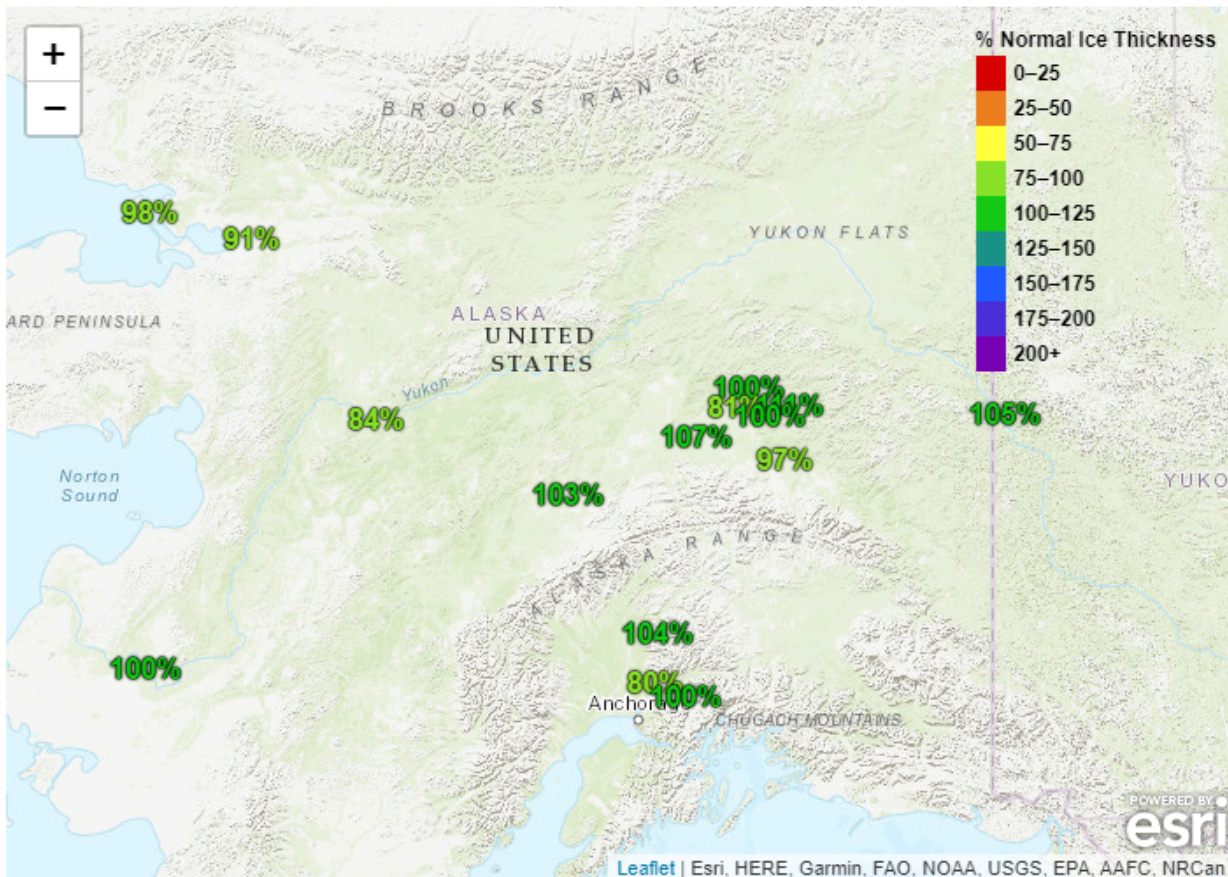 +
−
% Normal Ice Thickness
0–25
25–50
50–75
75–100
100–125
125–150
150–175
175–200
200+
BROOKS RANGE
98%
91%
YUKON FLATS
ARD PENINSULA
ALASKA
UNITED
STATES
Yukon
84%
100%
81%
111%
100%
107%
97%
105%
Norton
Sound
103%
YUKO
ALASKA RANGE
104%
100%
80%
100%
Anchora
CHUGACH MOUNTAINS
POWERED BY
esri
Leaflet | Esri, HERE, Garmin, FAO, NOAA, USGS, EPA, AAFC, NRCan